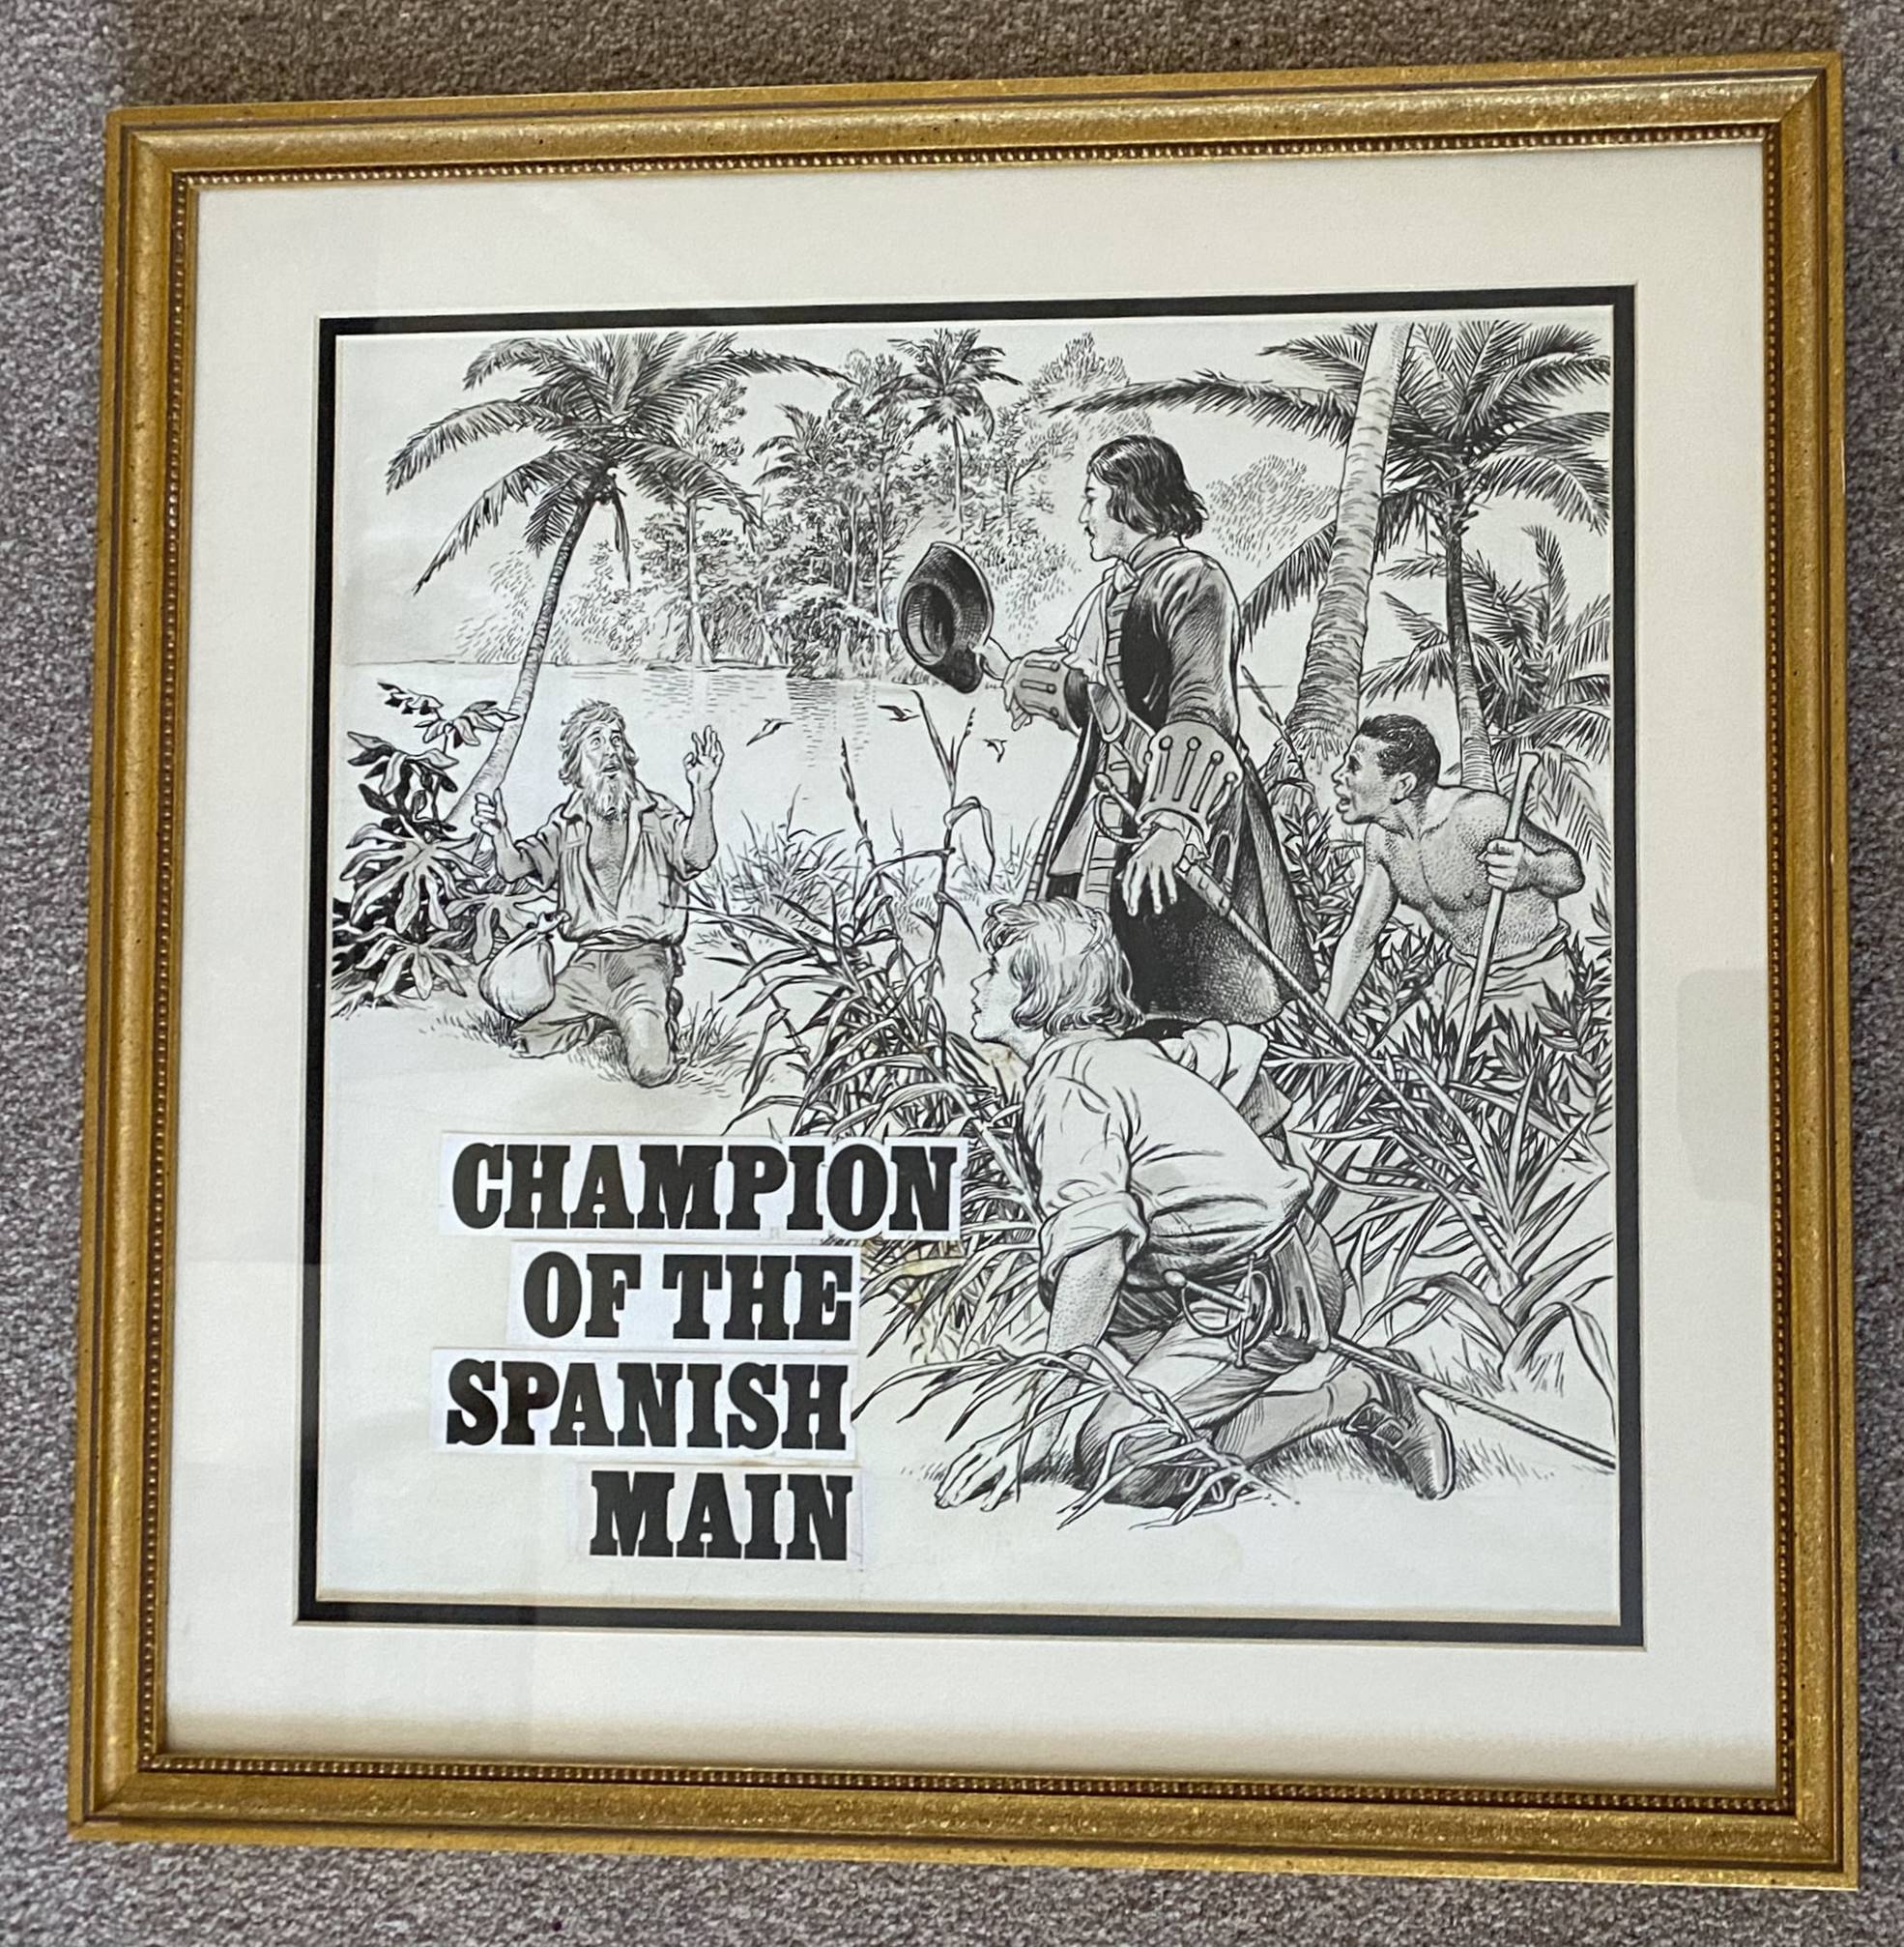 CHAMPION
OF THE
SPANISH
MAIN